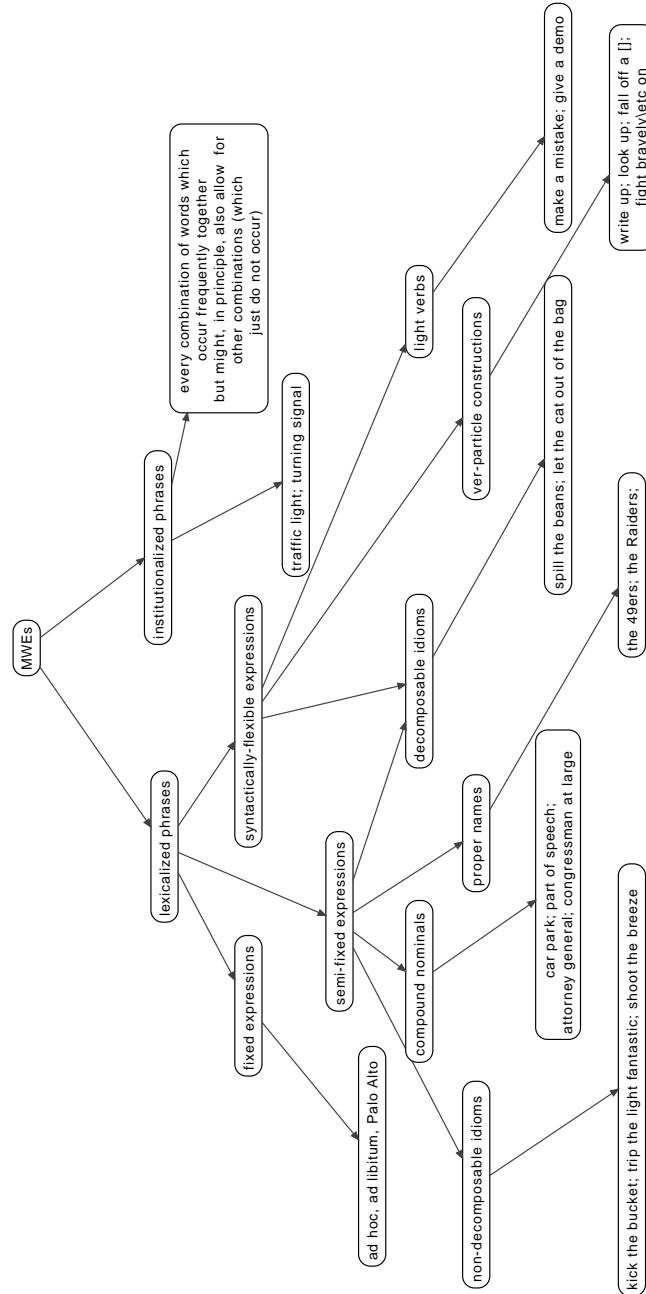 MWEs
lexicalized phrases
institutionalized phrases
every combination of words which
occur frequently together
but might, in principle, also allow for
other combinations (which
just do not occur)
fixed expressions
syntactically-flexible expressions
traffic light; turning signal
semi-fixed expressions
ad hoc, ad libitum, Palo Alto
compound nominals
decomposable idioms
light verbs
non-decomposable idioms
proper names
ver-particle constructions
car park; part of speech;
attorney general; congressman at large
spill the beans; let the cat out of the bag
make a mistake; give a demo
kick the bucket; trip the light fantastic; shoot the breeze
the 49ers; the Raiders;
write up; look up; fall off a [];
fight bravely\etc on